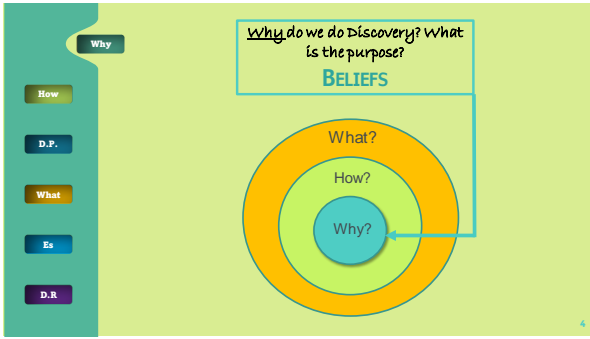 Why
How
D.P.
What
Es
D.R
Why do we do Discovery? What
is the purpose?
BELIEFS
What?
How?
Why?
4